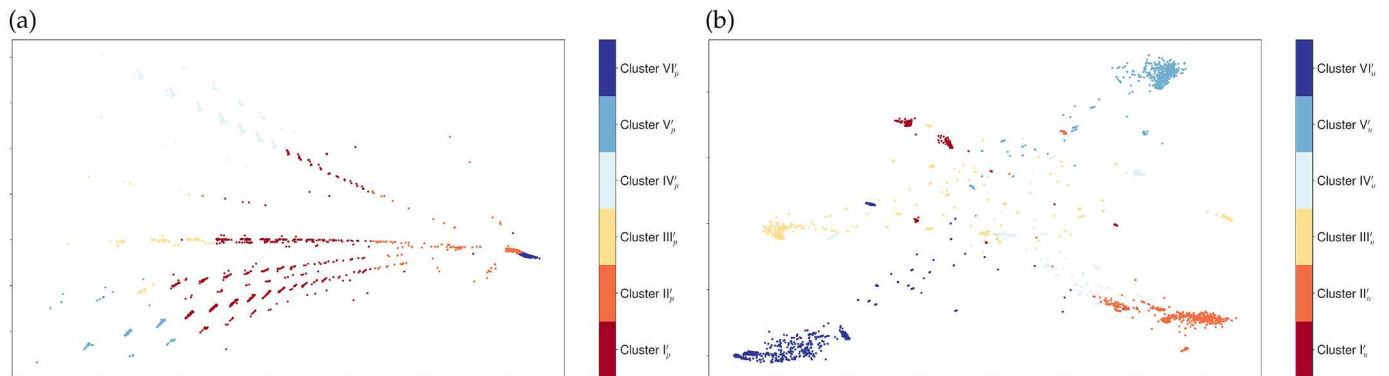 (a)
Cluster VI′ₚ
Cluster V′ₚ
Cluster IV′ₚ
Cluster III′ₚ
Cluster II′ₚ
Cluster I′ₚ
(b)
Cluster VI′ᵤ
Cluster V′ᵤ
Cluster IV′ᵤ
Cluster III′ᵤ
Cluster II′ᵤ
Cluster I′ᵤ